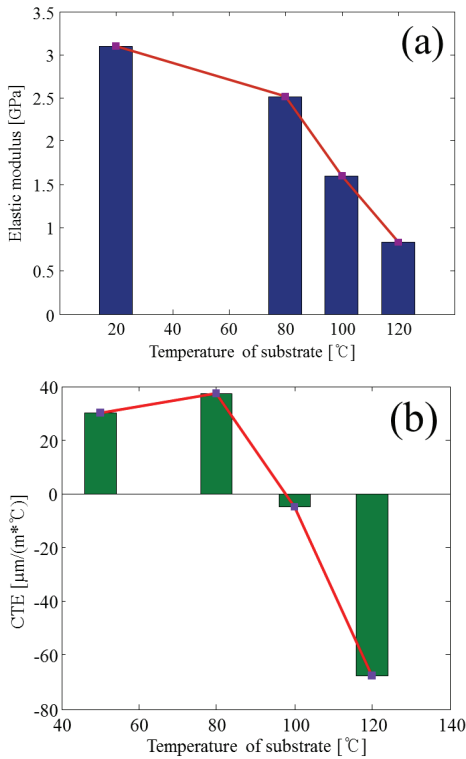 (a)
3.5
3
2.5
2
1.5
1
0.5
0
Elastic modulus [GPa]
20 40 60 80 100 120
Temperature of substrate [℃]
(b)
40
20
0
-20
-40
-60
-80
CTE [μm/(m*℃)]
40 60 80 100 120 140
Temperature of substrate [℃]